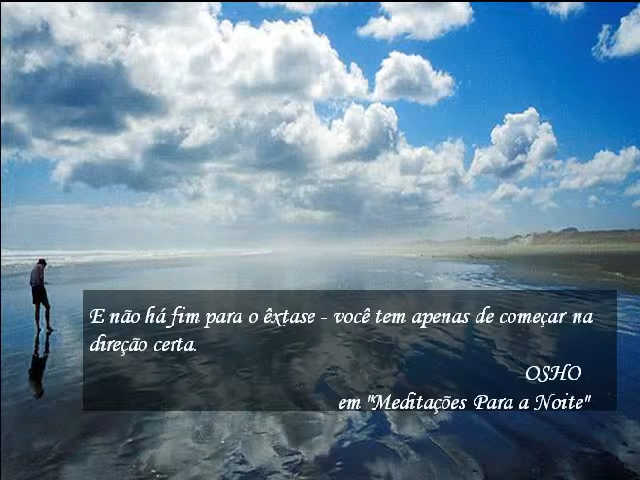 E não há fim para o êxtase - você tem apenas de começar na
direção certa.
OSHO
em "Meditações Para a Noite"